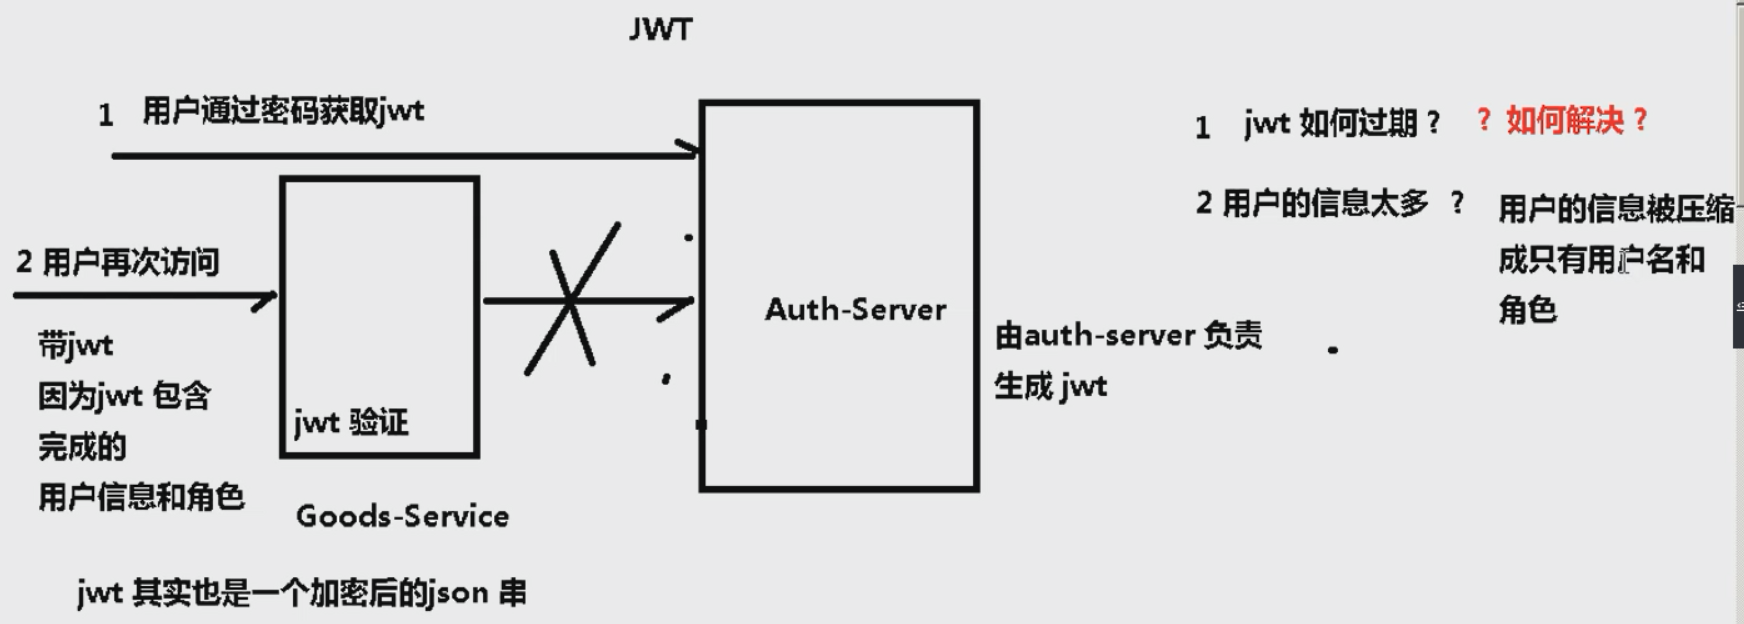 JWT
1 用户通过密码获取jwt
2 用户再次访问
带jwt
因为jwt 包含
完成的
用户信息和角色
jwt 验证
Goods-Service
jwt 其实也是一个加密后的json 串
Auth-Server
由auth-server 负责
生成 jwt
1 jwt 如何过期？ ？如何解决？
2 用户的信息太多 ？
用户的信息被压缩
成只有用户名和
角色